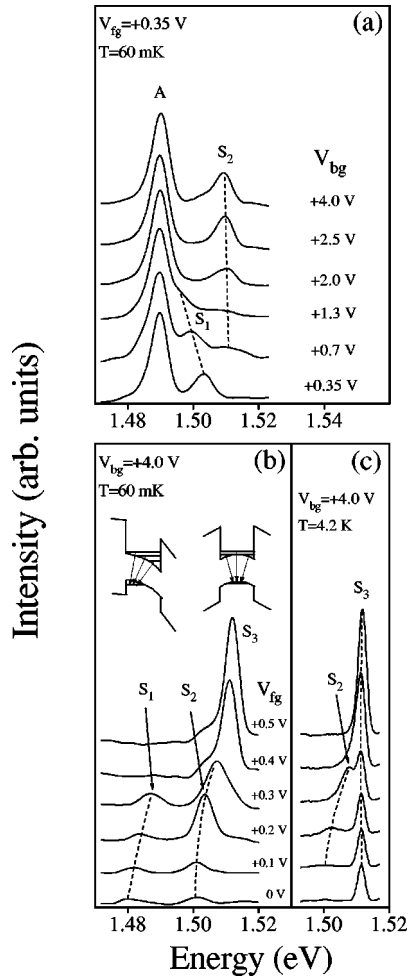 V_fg=+0.35 V
(a)
T=60 mK
A
S_2
V_bg
+4.0 V
+2.5 V
+2.0 V
+1.3 V
S_1
+0.7 V
+0.35 V
1.48 1.50 1.52 1.54
Intensity (arb. units)
V_bg=+4.0 V
(b)
T=60 mK
S_3
S_1
S_2
V_fg
+0.5 V
+0.4 V
+0.3 V
+0.2 V
+0.1 V
0 V
1.48 1.50 1.52
(c)
V_bg=+4.0 V
T=4.2 K
S_3
S_2
1.50 1.52
Energy (eV)